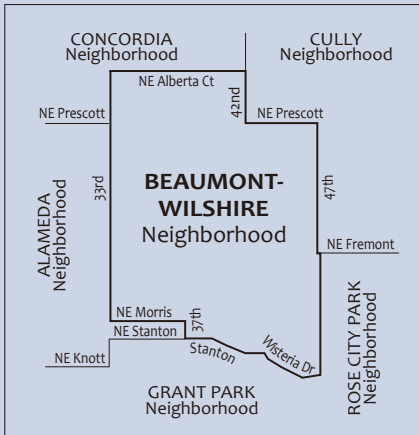 CONCORDIA
Neighborhood
CULLY
Neighborhood
NE Alberta Ct
42nd
NE Prescott
NE Prescott
33rd
47th
BEAUMONT-
WILSHIRE
Neighborhood
ALAMEDA
Neighborhood
NE Fremont
NE Morris
NE Stanton
37th
Stanton
Wisteria Dr
NE Knott
ROSE CITY PARK
Neighborhood
GRANT PARK
Neighborhood